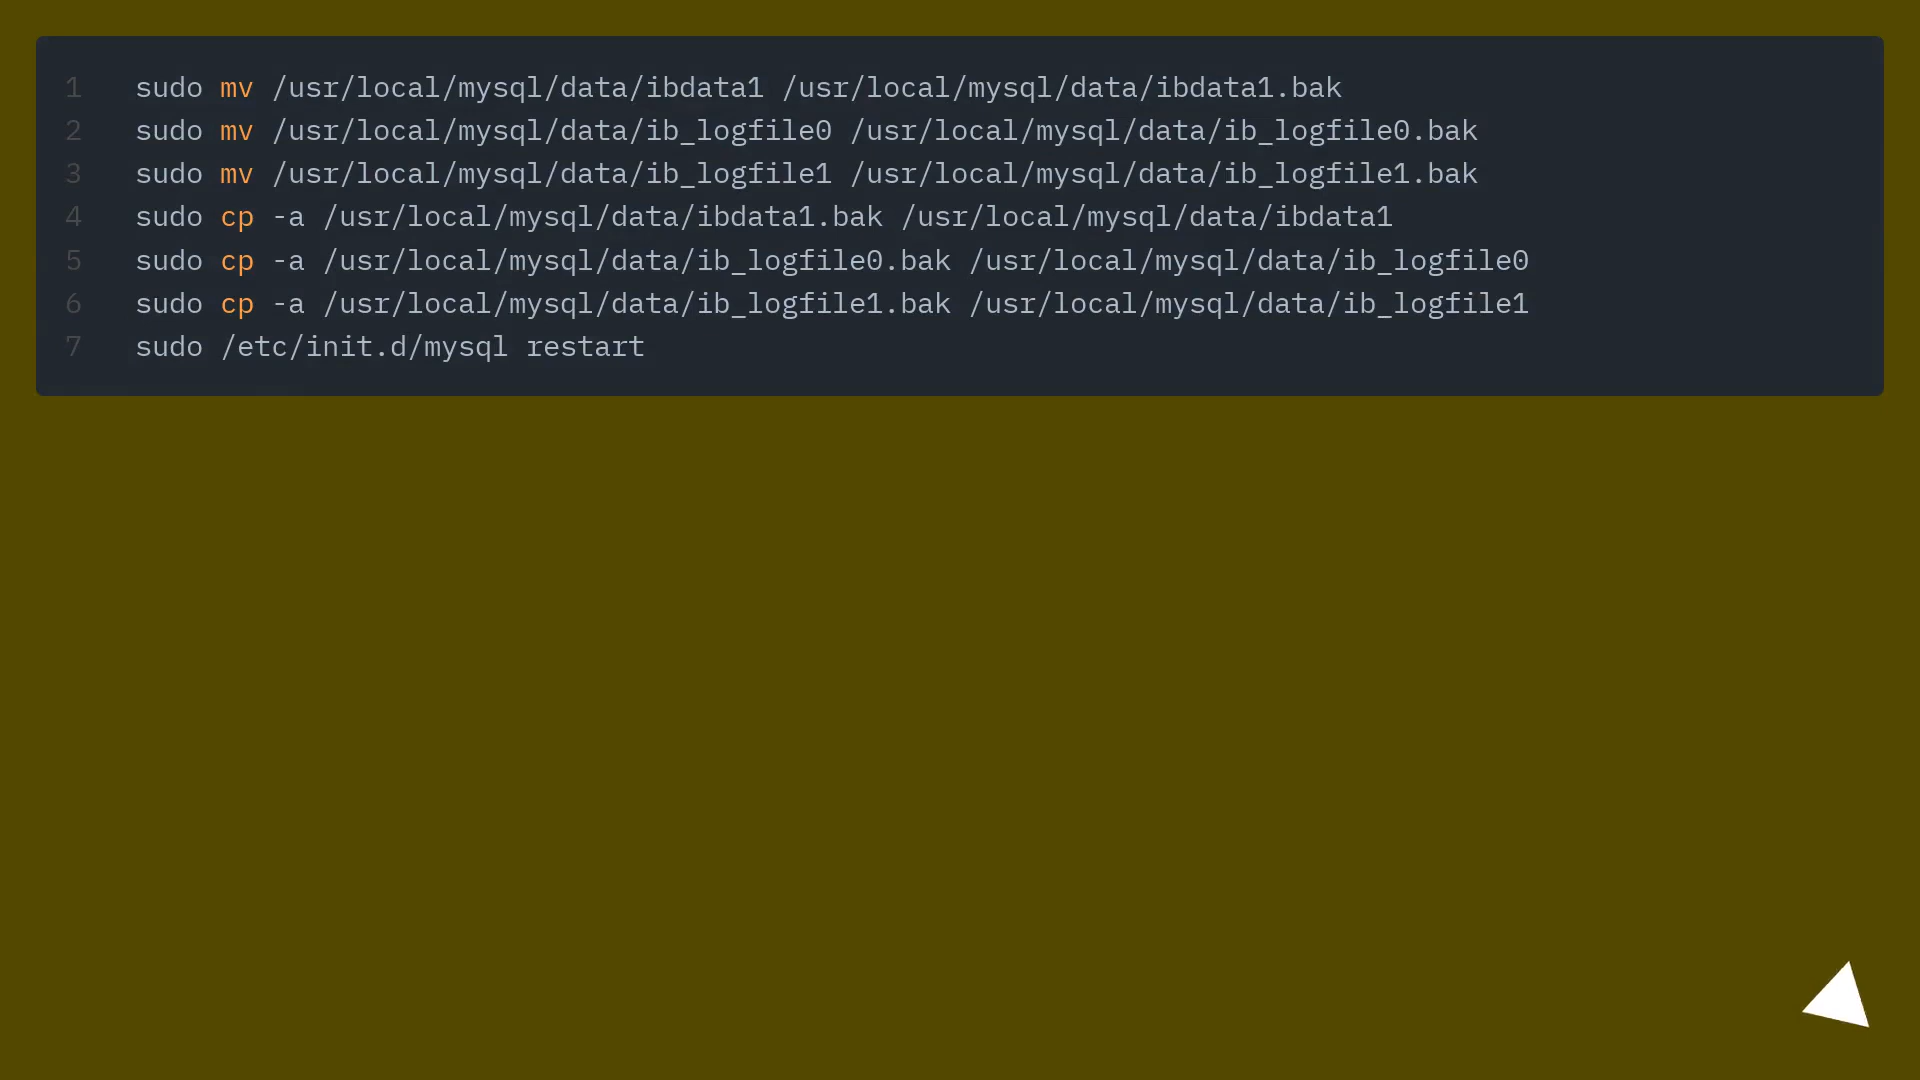 1 sudo mv /usr/local/mysql/data/ibdata1 /usr/local/mysql/data/ibdata1.bak
2 sudo mv /usr/local/mysql/data/ib_logfile0 /usr/local/mysql/data/ib_logfile0.bak
3 sudo mv /usr/local/mysql/data/ib_logfile1 /usr/local/mysql/data/ib_logfile1.bak
4 sudo cp -a /usr/local/mysql/data/ibdata1.bak /usr/local/mysql/data/ibdata1
5 sudo cp -a /usr/local/mysql/data/ib_logfile0.bak /usr/local/mysql/data/ib_logfile0
6 sudo cp -a /usr/local/mysql/data/ib_logfile1.bak /usr/local/mysql/data/ib_logfile1
7 sudo /etc/init.d/mysql restart